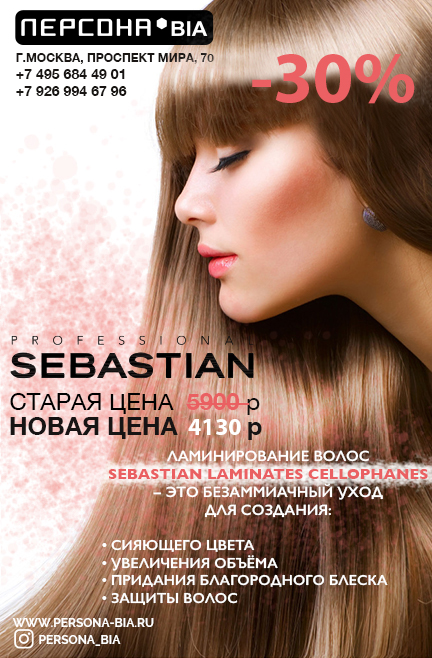 ПЕРСОНА BIA
Г.МОСКВА, ПРОСПЕКТ МИРА, 70
+7 495 684 49 01
+7 926 994 67 96
-30%
PROFESSIONAL
SEBASTIAN
СТАРАЯ ЦЕНА 5900 р
НОВАЯ ЦЕНА 4130 р
ЛАМИНИРОВАНИЕ ВОЛОС
SEBASTIAN LAMINATES CELLOPHANES
– ЭТО БЕЗАММИАЧНЫЙ УХОД
ДЛЯ СОЗДАНИЯ:
• СИЯЮЩЕГО ЦВЕТА
• УВЕЛИЧЕНИЯ ОБЪЁМА
• ПРИДАНИЯ БЛАГОРОДНОГО БЛЕСКА
• ЗАЩИТЫ ВОЛОС
WWW.PERSONA-BIA.RU
PERSONA_BIA